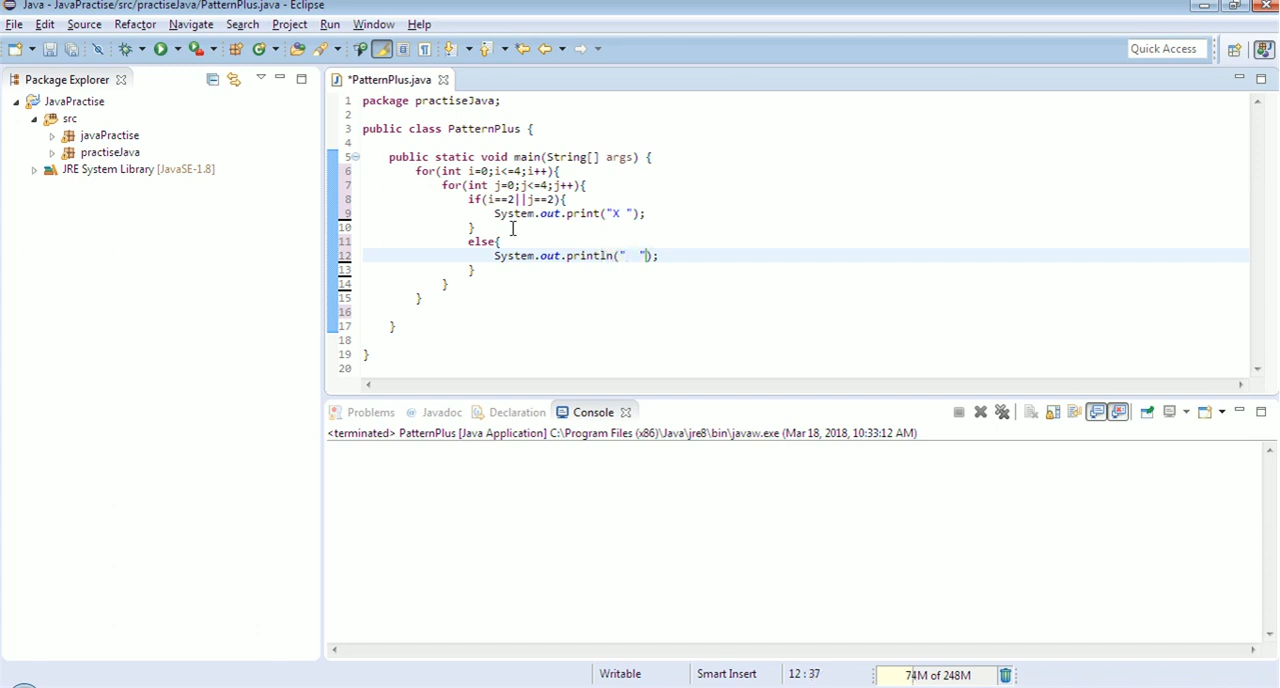 Java - JavaPractise/src/practiseJava/PatternPlus.java - Eclipse
File Edit Source Refactor Navigate Search Project Run Window Help
Quick Access
Package Explorer
*PatternPlus.java
JavaPractise
src
javaPractise
practiseJava
JRE System Library [JavaSE-1.8]
1 package practiseJava;
2
3 public class PatternPlus {
4
5 public static void main(String[] args) {
6 for(int i=0;i<=4;i++){
7 for(int j=0;j<=4;j++){
8 if(i==2||j==2){
9 System.out.print("X ");
10 }
11 else{
12 System.out.println("  ");
13 }
14 }
15 }
16
17 }
18
19 }
20
Problems @ Javadoc Declaration Console
<terminated> PatternPlus [Java Application] C:\Program Files (x86)\Java\jre8\bin\javaw.exe (Mar 18, 2018, 10:33:12 AM)
Writable Smart Insert 12 : 37 74M of 248M